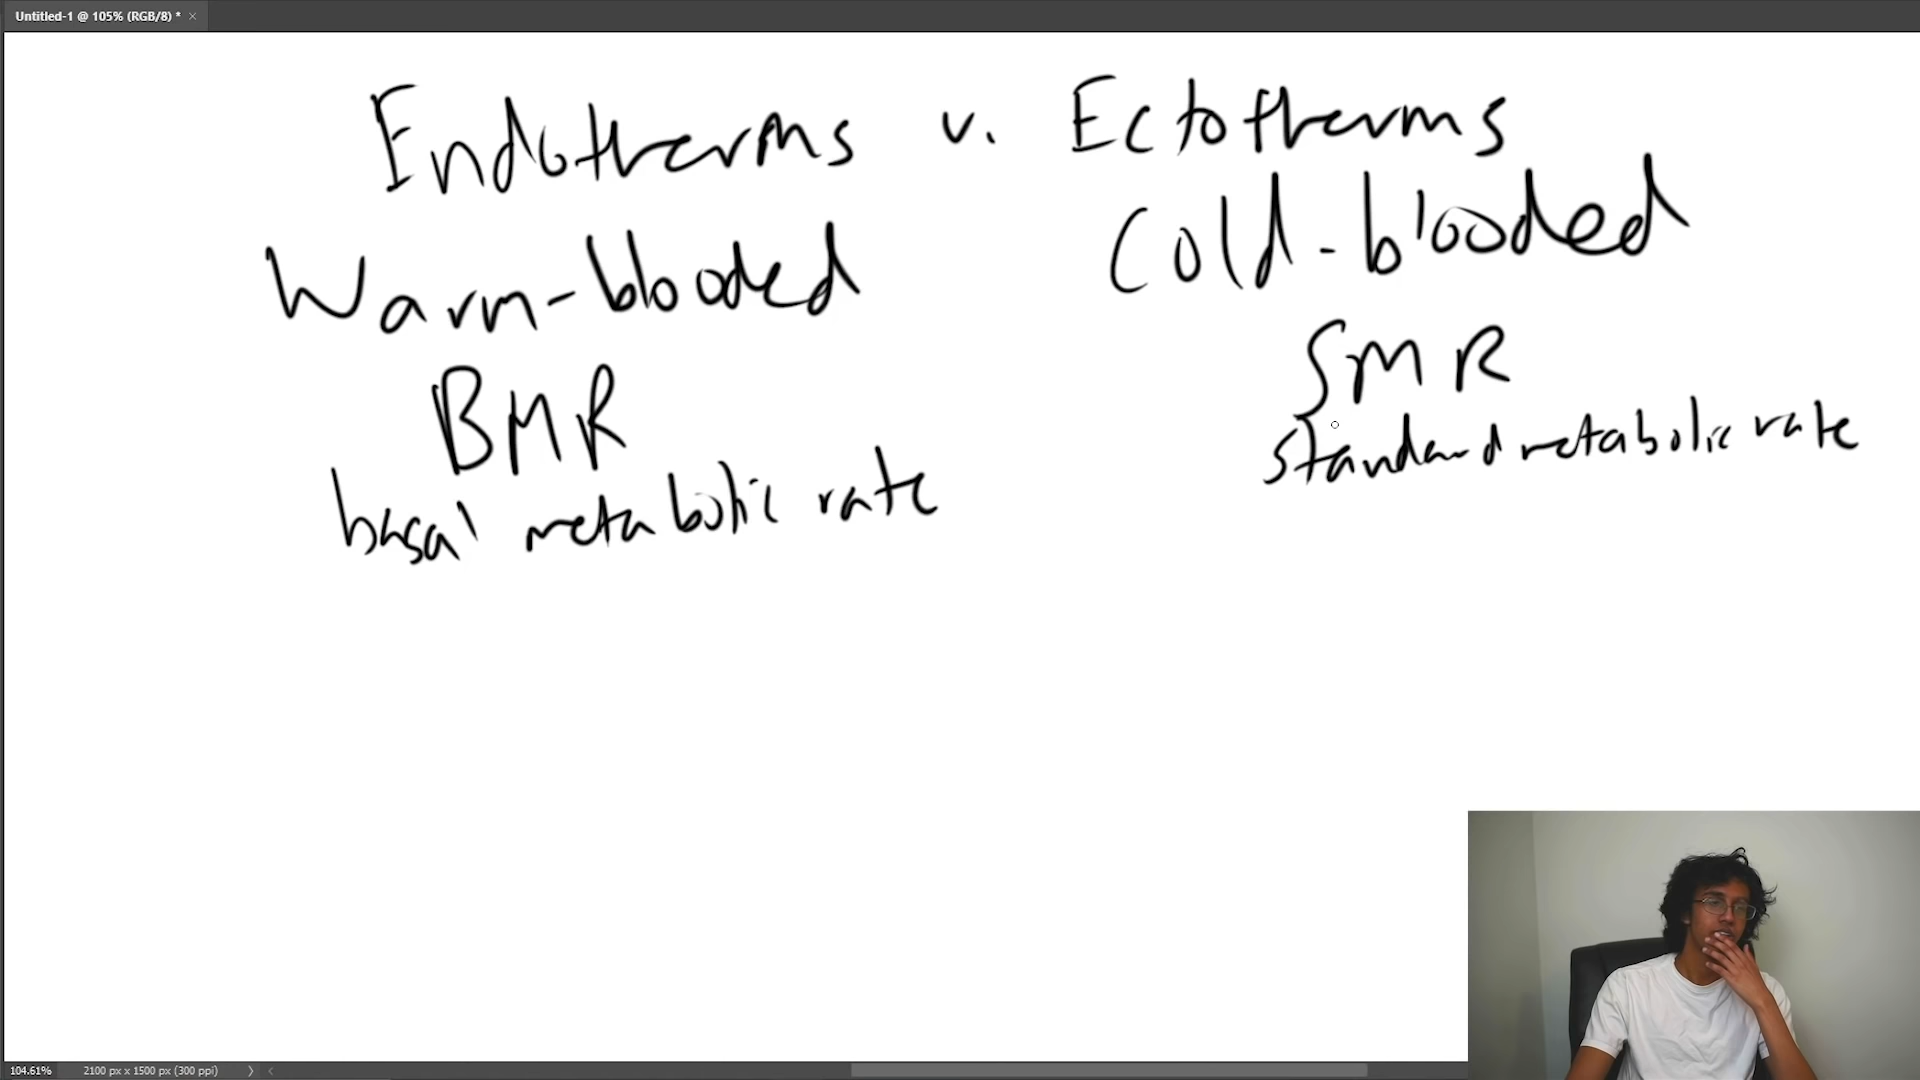 Untitled-1 @ 105% (RGB/8) *
Endotherms v. Ectotherms
Warm-blooded
Cold-blooded
BMR
SMR
basal metabolic rate
standard metabolic rate
104.61%
2100 px x 1500 px (300 ppi)